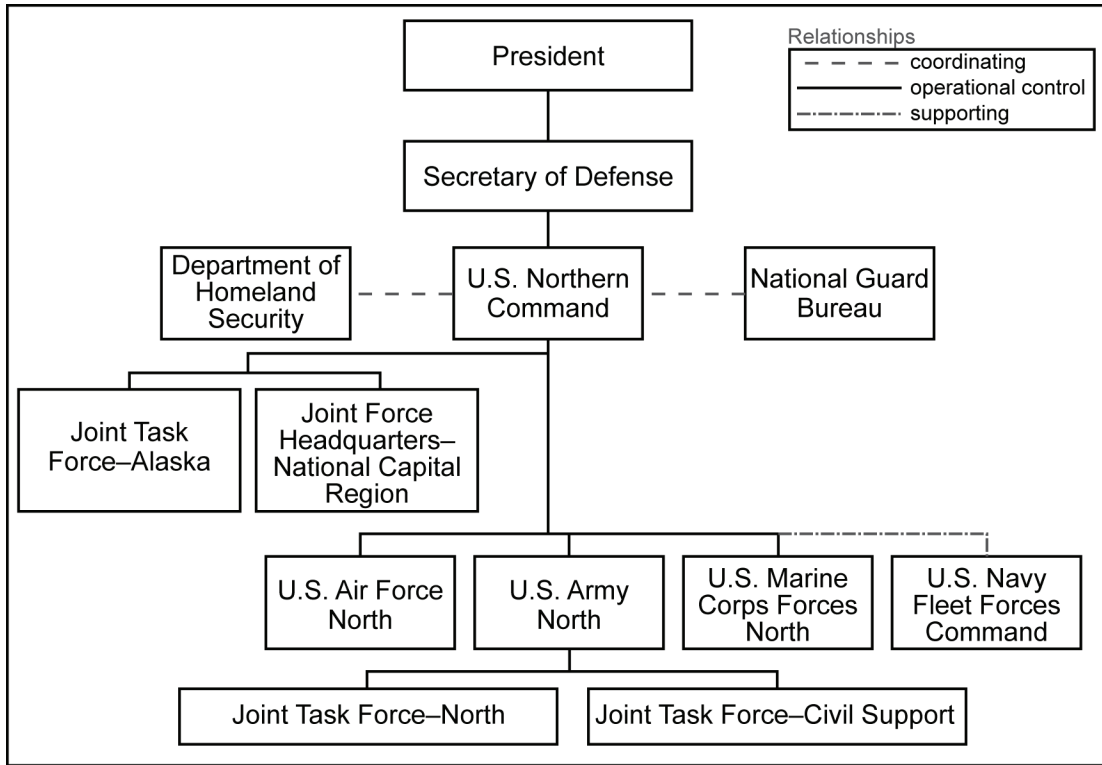 President
Relationships
coordinating
operational control
supporting
Secretary of Defense
Department of
Homeland
Security
U.S. Northern
Command
National Guard
Bureau
Joint Task
Force–Alaska
Joint Force
Headquarters–
National Capital
Region
U.S. Air Force
North
U.S. Army
North
U.S. Marine
Corps Forces
North
U.S. Navy
Fleet Forces
Command
Joint Task Force–North
Joint Task Force–Civil Support